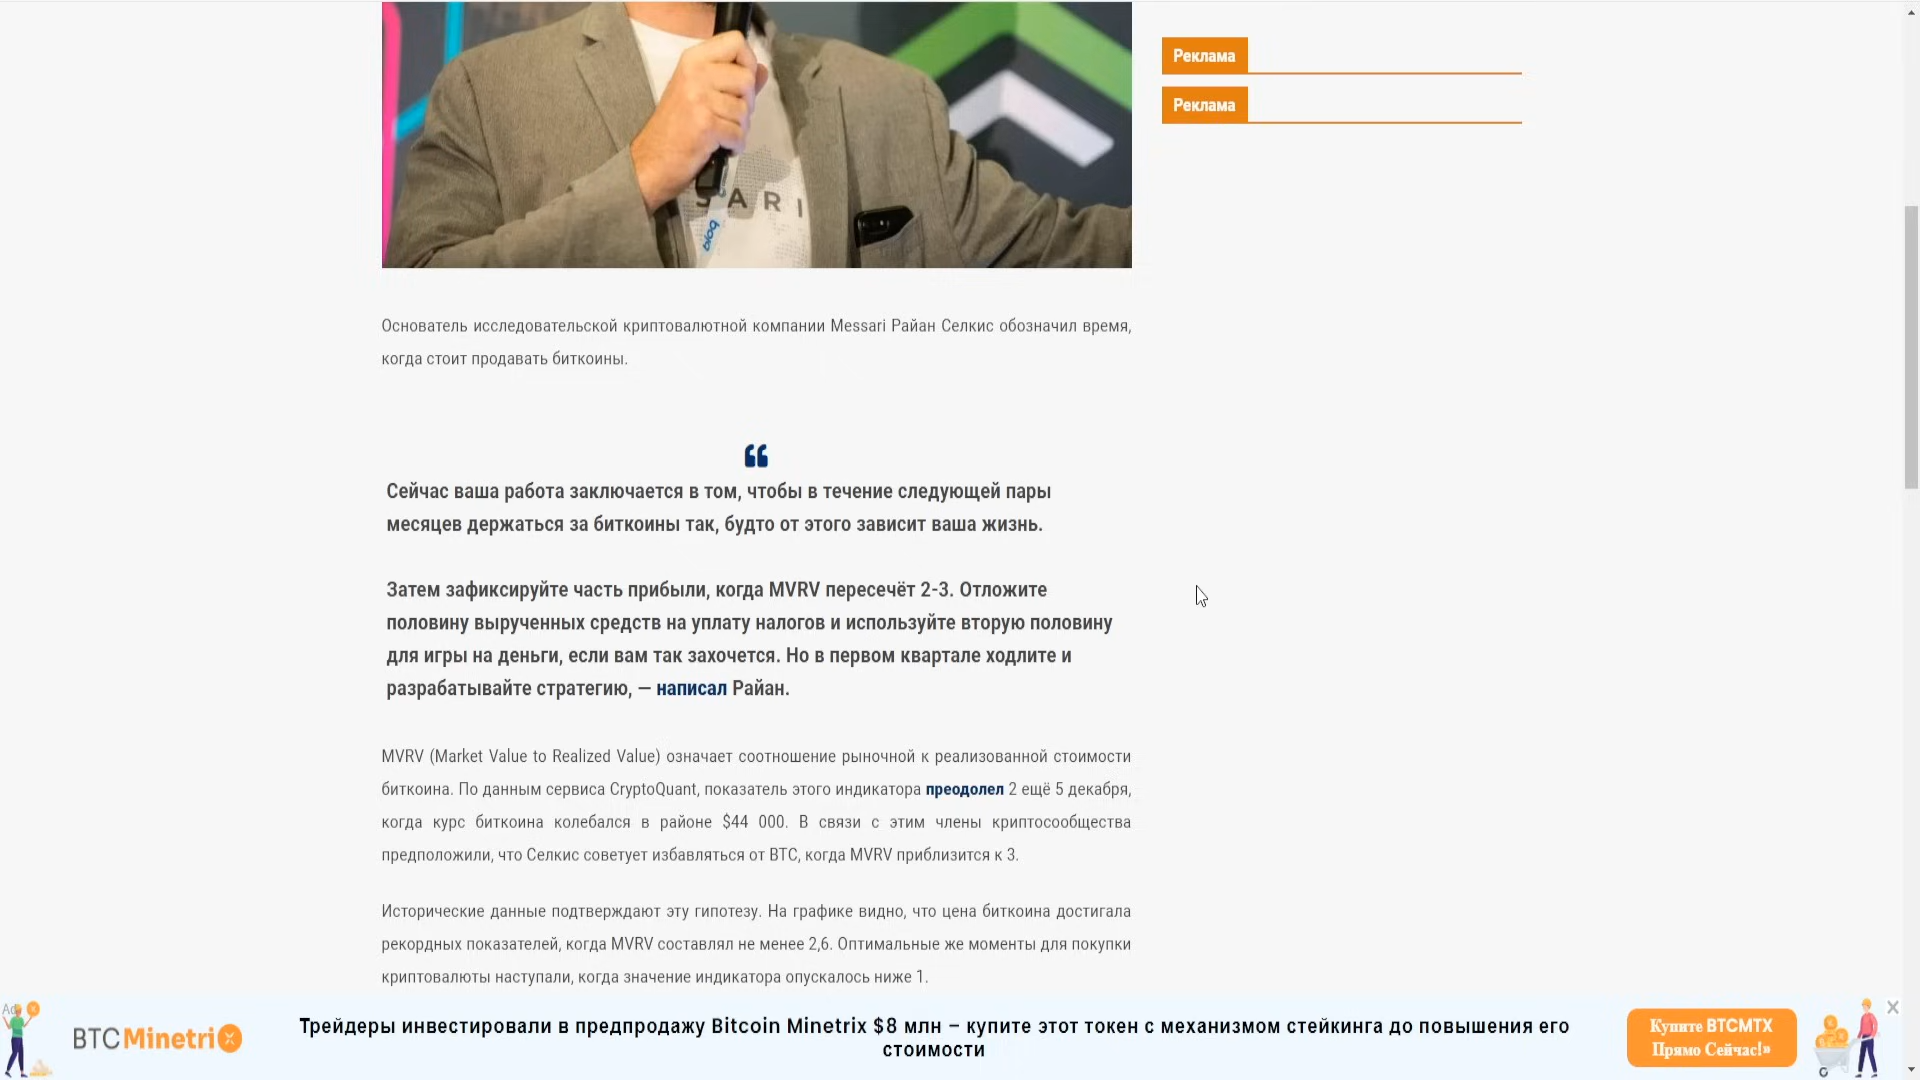 Реклама
Реклама
SARI
bloq
Основатель исследовательской криптовалютной компании Messari Райан Селкис обозначил время,
когда стоит продавать биткоины.
Сейчас ваша работа заключается в том, чтобы в течение следующей пары
месяцев держаться за биткоины так, будто от этого зависит ваша жизнь.
Затем зафиксируйте часть прибыли, когда MVRV пересечёт 2-3. Отложите
половину вырученных средств на уплату налогов и используйте вторую половину
для игры на деньги, если вам так захочется. Но в первом квартале ходлите и
разрабатывайте стратегию, — написал Райан.
MVRV (Market Value to Realized Value) означает соотношение рыночной к реализованной стоимости
биткоина. По данным сервиса CryptoQuant, показатель этого индикатора преодолел 2 ещё 5 декабря,
когда курс биткоина колебался в районе $44 000. В связи с этим члены криптосообщества
предположили, что Селкис советует избавляться от BTC, когда MVRV приблизится к 3.
Исторические данные подтверждают эту гипотезу. На графике видно, что цена биткоина достигала
рекордных показателей, когда MVRV составлял не менее 2,6. Оптимальные же моменты для покупки
криптовалюты наступали, когда значение индикатора опускалось ниже 1.
BTCMinetriX
Трейдеры инвестировали в предпродажу Bitcoin Minetrix $8 млн – купите этот токен с механизмом стейкинга до повышения его
стоимости
Купите BTCMTX
Прямо Сейчас!»